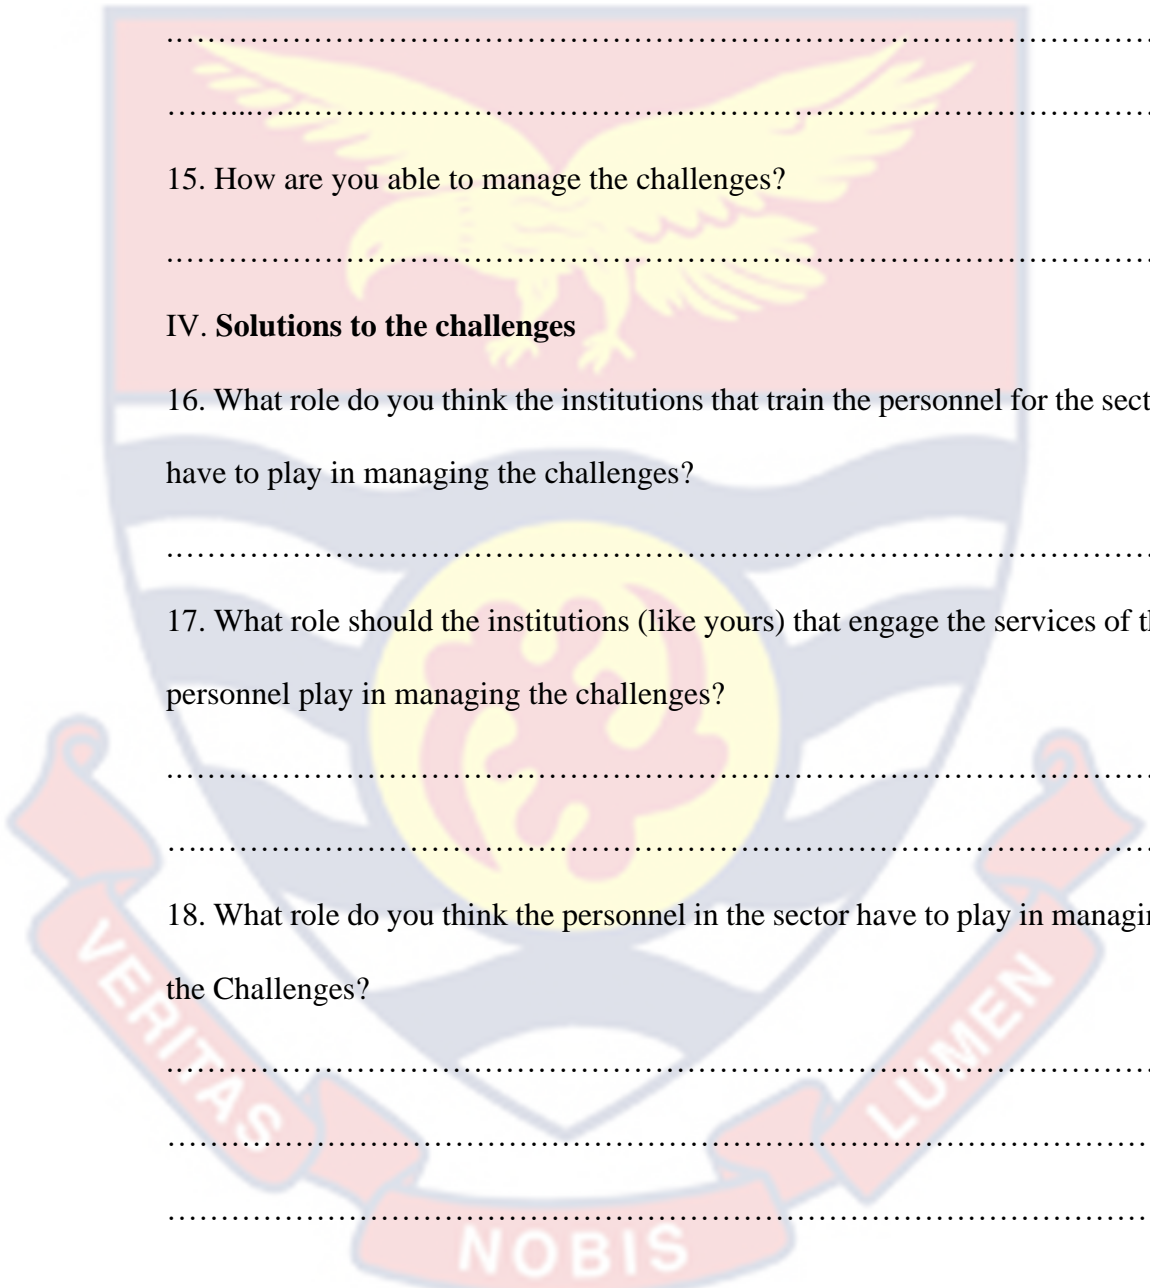 ………………………………………………………………………………
……...…..………………………………………………………………………
15. How are you able to manage the challenges?
………………………………………………………………………………
IV. Solutions to the challenges
16. What role do you think the institutions that train the personnel for the sect
have to play in managing the challenges?
………………………………………………………………………………
17. What role should the institutions (like yours) that engage the services of t
personnel play in managing the challenges?
………………………………………………………………………………
………………………………………………………………………………
18. What role do you think the personnel in the sector have to play in managi
the Challenges?
………………………………………………………………………………
………………………………………………………………………………
………………………………………………………………………………
VERITAS
NOBIS
LUMEN